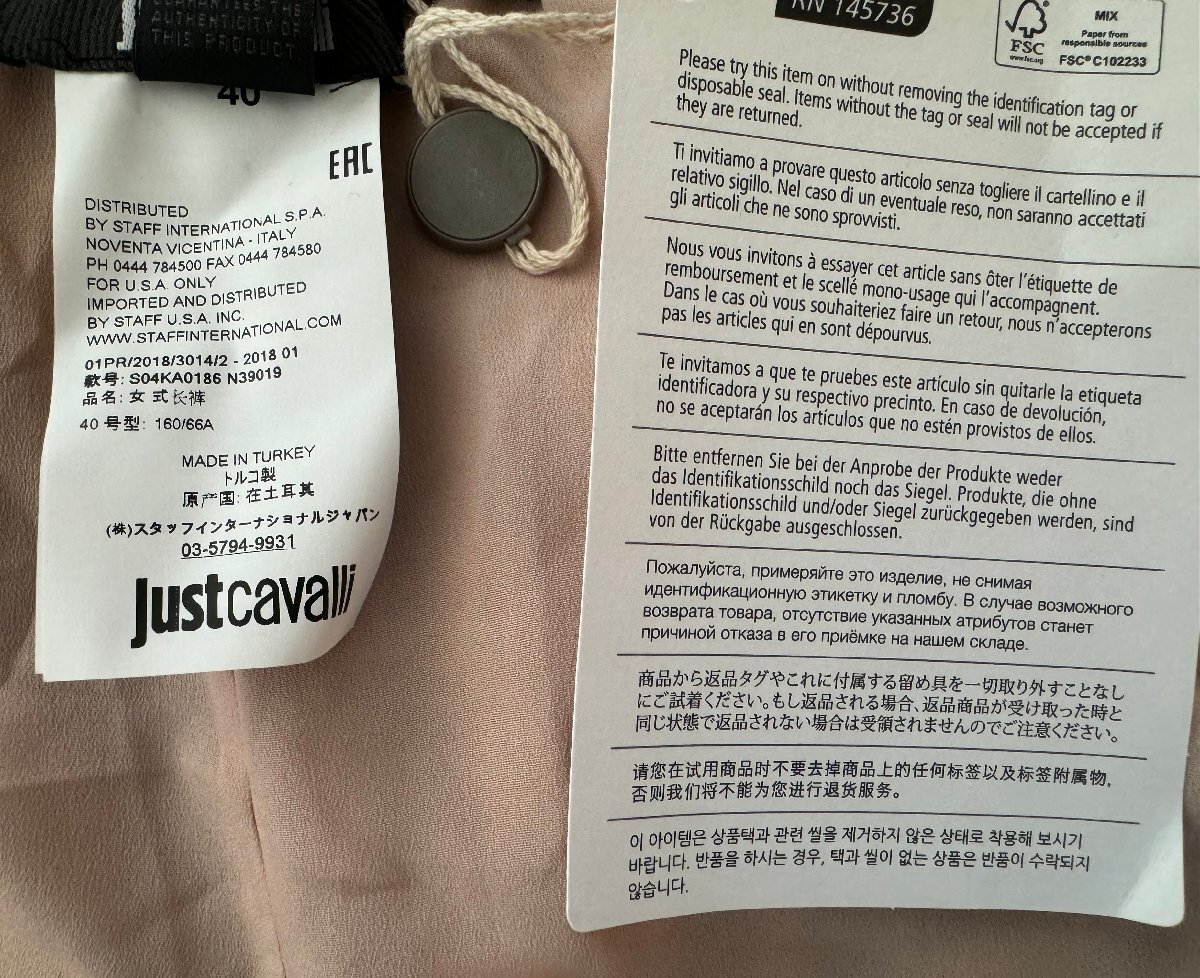 AUTHENTICITY OF
THIS PRODUCT
40
EAC
DISTRIBUTED
BY STAFF INTERNATIONAL S.P.A.
NOVENTA VICENTINA - ITALY
PH 0444 784500 FAX 0444 784580
FOR U.S.A. ONLY
IMPORTED AND DISTRIBUTED
BY STAFF U.S.A. INC.
WWW.STAFFINTERNATIONAL.COM
01PR/2018/3014/2 - 2018 01
款号: S04KA0186 N39019
品名: 女 式长裤
40 号型: 160/66A
MADE IN TURKEY
トルコ製
原产国: 在土耳其
(株)スタッフインターナショナルジャパン
03-5794-9931
justcavalli
RN 145736
FSC
www.fsc.org
MIX
Paper from
responsible sources
FSC® C102233
Please try this item on without removing the identification tag or
disposable seal. Items without the tag or seal will not be accepted if
they are returned.
Ti invitiamo a provare questo articolo senza togliere il cartellino e il
relativo sigillo. Nel caso di un eventuale reso, non saranno accettati
gli articoli che ne sono sprovvisti.
Nous vous invitons à essayer cet article sans ôter l'étiquette de
remboursement et le scellé mono-usage qui l'accompagnent.
Dans le cas où vous souhaiteriez faire un retour, nous n'accepterons
pas les articles qui en sont dépourvus.
Te invitamos a que te pruebes este artículo sin quitarle la etiqueta
identificadora y su respectivo precinto. En caso de devolución,
no se aceptarán los artículos que no estén provistos de ellos.
Bitte entfernen Sie bei der Anprobe der Produkte weder
das Identifikationsschild noch das Siegel. Produkte, die ohne
Identifikationsschild und/oder Siegel zurückgegeben werden, sind
von der Rückgabe ausgeschlossen.
Пожалуйста, примеряйте это изделие, не снимая
идентификационную этикетку и пломбу. В случае возможного
возврата товара, отсутствие указанных атрибутов станет
причиной отказа в его приёмке на нашем складе.
商品から返品タグやこれに付属する留め具を一切取り外すことなし
にご試着ください。もし返品される場合、返品商品が受け取った時と
同じ状態で返品されない場合は受領されませんのでご注意ください。
请您在试用商品时不要去掉商品上的任何标签以及标签附属物,
否则我们将不能为您进行退货服务。
이 아이템은 상품택과 관련 씰을 제거하지 않은 상태로 착용해 보시기
바랍니다. 반품을 하시는 경우, 택과 씰이 없는 상품은 반품이 수락되지
않습니다.